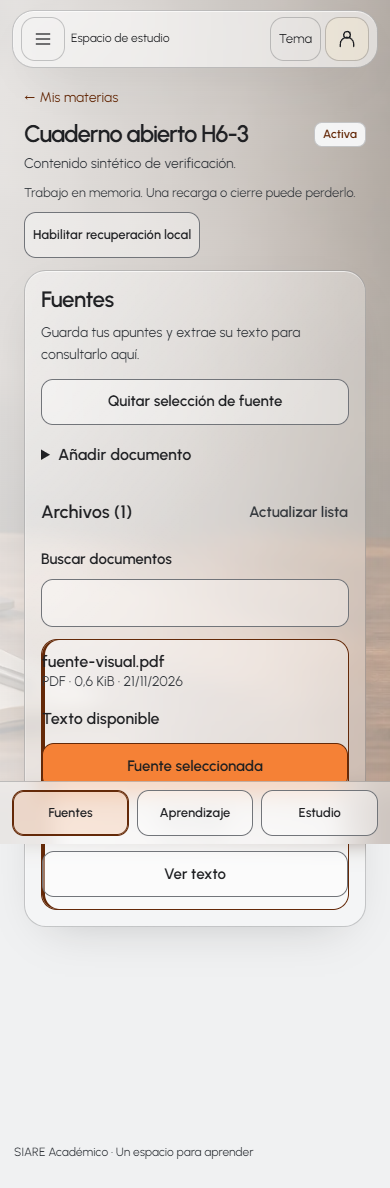 Espacio de estudio
Tema
← Mis materias
Cuaderno abierto H6-3
Activa
Contenido sintético de verificación.
Trabajo en memoria. Una recarga o cierre puede perderlo.
Habilitar recuperación local
Fuentes
Guarda tus apuntes y extrae su texto para
consultarlo aquí.
Quitar selección de fuente
Añadir documento
Archivos (1)
Actualizar lista
Buscar documentos
fuente-visual.pdf
PDF · 0,6 KiB · 21/11/2026
Texto disponible
Fuente seleccionada
Fuentes
Aprendizaje
Estudio
Ver texto
SIARE Académico · Un espacio para aprender